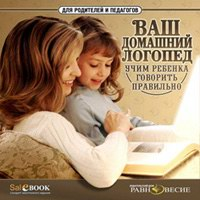 ДЛЯ РОДИТЕЛЕЙ И ПЕДАГОГОВ
ВАШ
ДОМАШНИЙ
ЛОГОПЕД
УЧИМ РЕБЕНКА
ГОВОРИТЬ
ПРАВИЛЬНО
РАВНОВЕСИЕ